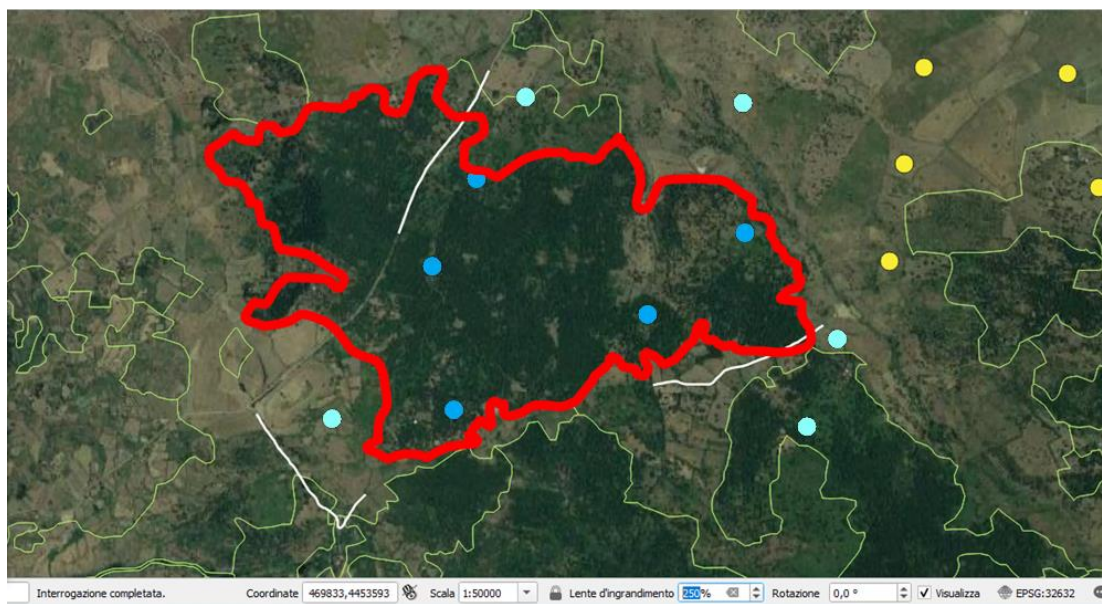 Interrogazione completata. Coordinate 469833,4453593 Scala 1:50000 Lente d'ingrandimento 250% Rotazione 0,0 ° Visualizza EPSG:32632